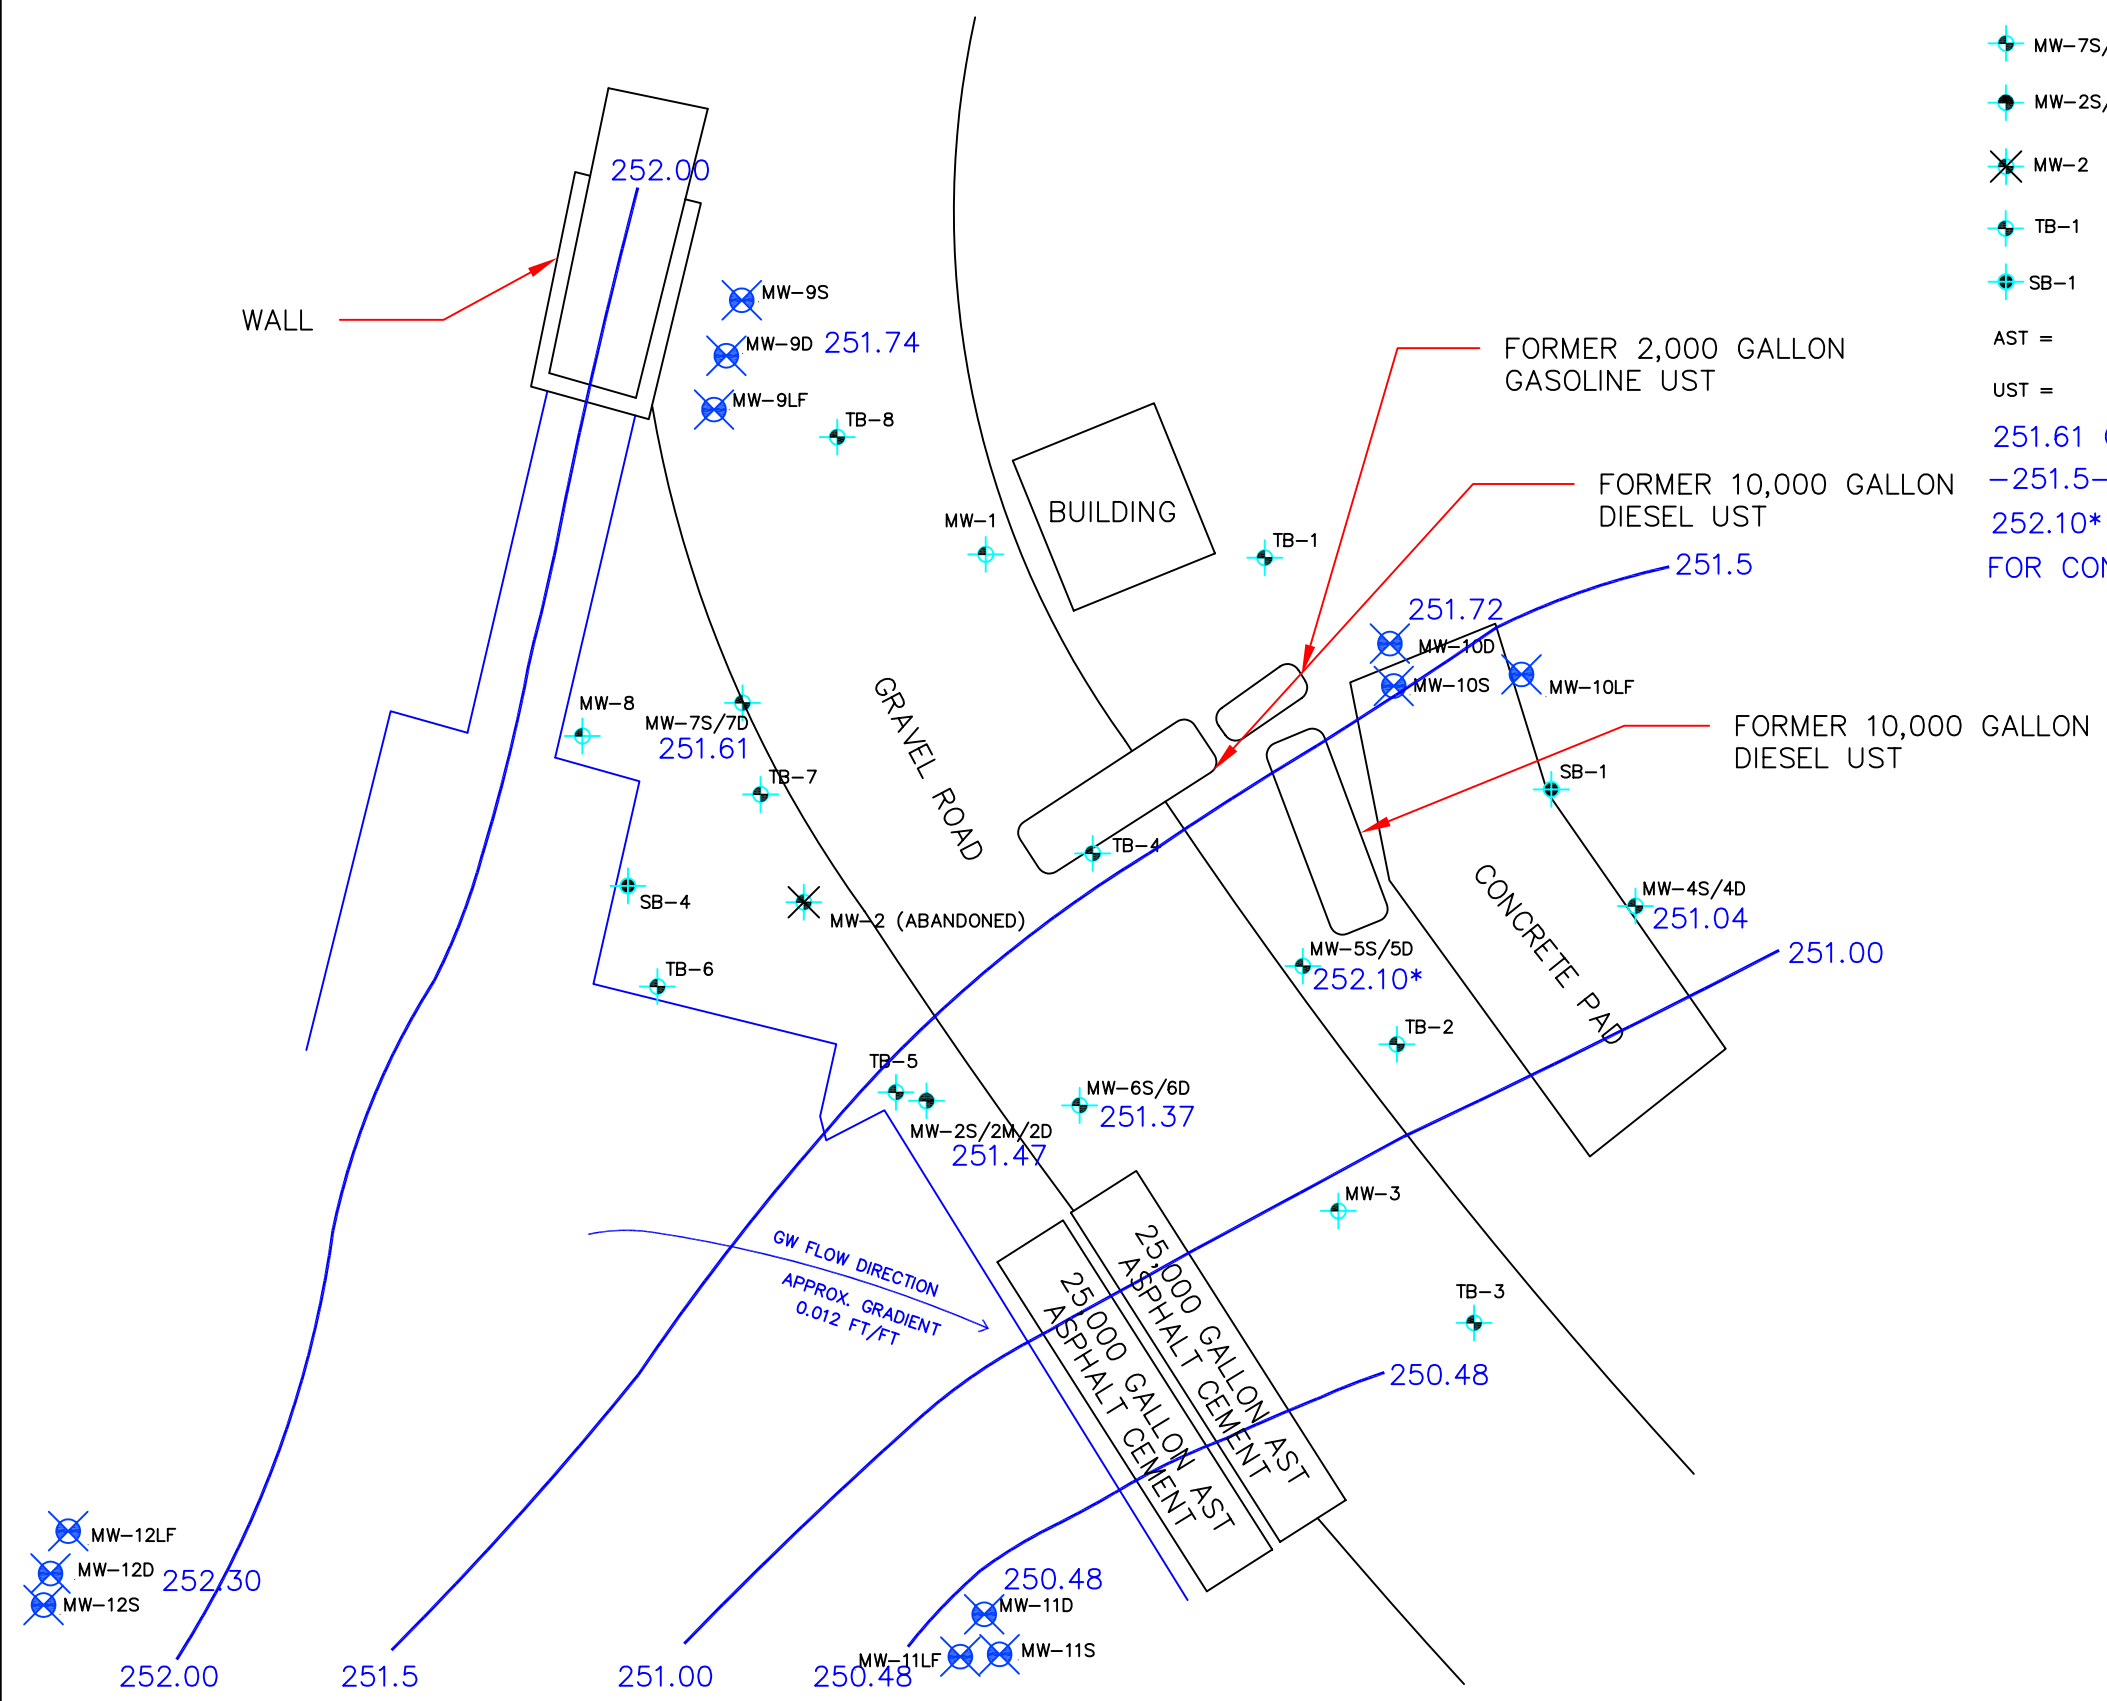 252.00
WALL
MW-9S
MW-9D 251.74
MW-9LF
TB-8
MW-1
BUILDING
TB-1
FORMER 2,000 GALLON
GASOLINE UST
FORMER 10,000 GALLON
DIESEL UST
251.5
251.72
MW-10D
MW-10S
MW-10LF
FORMER 10,000 GALLON
DIESEL UST
MW-7S/
MW-2S/
MW-2
TB-1
SB-1
AST =
UST =
251.61
-251.5-
252.10*
FOR CON
MW-8
MW-7S/7D
251.61
TB-7
GRAVEL ROAD
TB-4
SB-1
SB-4
MW-2 (ABANDONED)
MW-4S/4D
251.04
CONCRETE PAD
MW-5S/5D
252.10*
251.00
TB-6
TB-2
TB-5
MW-2S/2M/2D
251.47
MW-6S/6D
251.37
MW-3
GW FLOW DIRECTION
APPROX. GRADIENT
0.012 FT/FT
25,000 GALLON AST
ASPHALT CEMENT
25,000 GALLON AST
ASPHALT CEMENT
TB-3
250.48
MW-12LF
MW-12D 252.30
MW-12S
250.48
MW-11D
MW-11LF
MW-11S
252.00
251.5
251.00
250.48